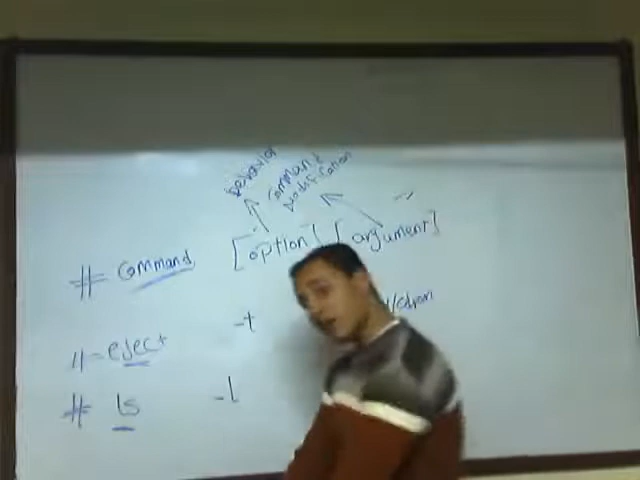 Behavior
Command
Modification
# Command [option] [argument]
# eject -t
# ls -l